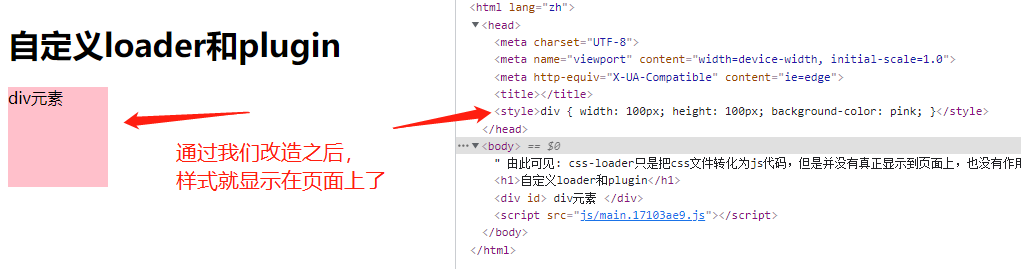 自定义loader和plugin
div元素
通过我们改造之后，
样式就显示在页面上了
<html lang="zh">
<head>
<meta charset="UTF-8">
<meta name="viewport" content="width=device-width, initial-scale=1.0">
<meta http-equiv="X-UA-Compatible" content="ie=edge">
<title></title>
<style>div { width: 100px; height: 100px; background-color: pink; }</style>
</head>
<body> == $0
" 由此可见: css-loader只是把css文件转化为js代码，但是并没有真正显示到页面上，也没有作用
<h1>自定义loader和plugin</h1>
<div id> div元素 </div>
<script src="js/main.17103ae9.js"></script>
</body>
</html>